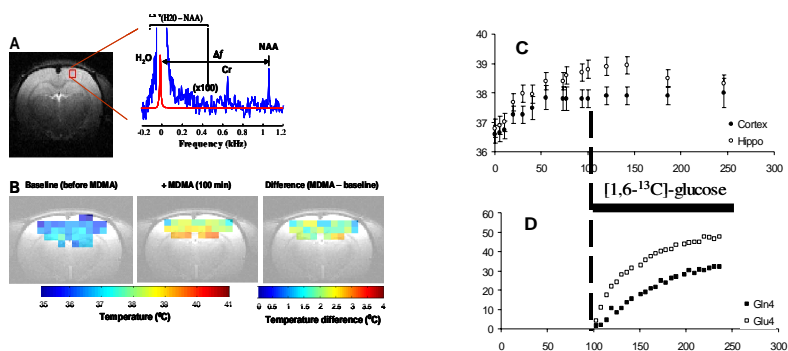 (H20 – NAA)
A
H₂O
Δf
NAA
Cr
(x100)
-0.2 0 0.2 0.4 0.6 0.8 1.0 1.2
Frequency (kHz)
B Baseline (before MDMA) + MDMA (100 min) Difference (MDMA – baseline)
35 36 37 38 39 40 41
Temperature (⁰C)
0 0.5 1 1.5 2 2.5 3 3.5 4
Temperature difference (⁰C)
C
40
39
38
37
36
0 50 100 150 200 250 300
Cortex
Hippo
[1,6-¹³C]-glucose
D
60
50
40
30
20
10
0
0 50 100 150 200 250 300
Gln4
Glu4